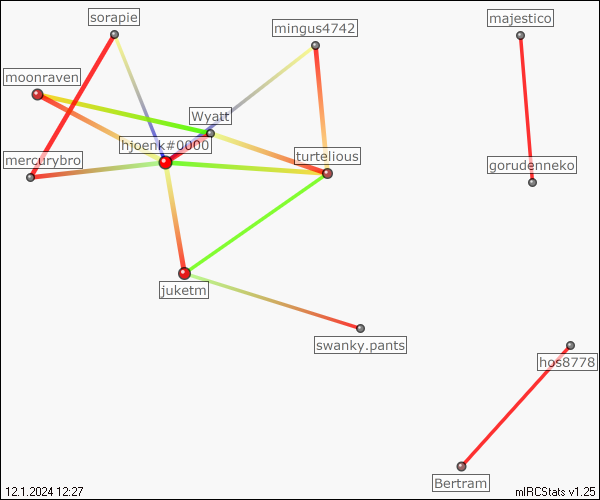 sorapie
majestico
mingus4742
moonraven
Wyatt
hjoenk#0000
turtelious
mercurybro
gorudenneko
juketm
swanky.pants
hos8778
Bertram
12.1.2024 12:27
mIRCStats v1.25